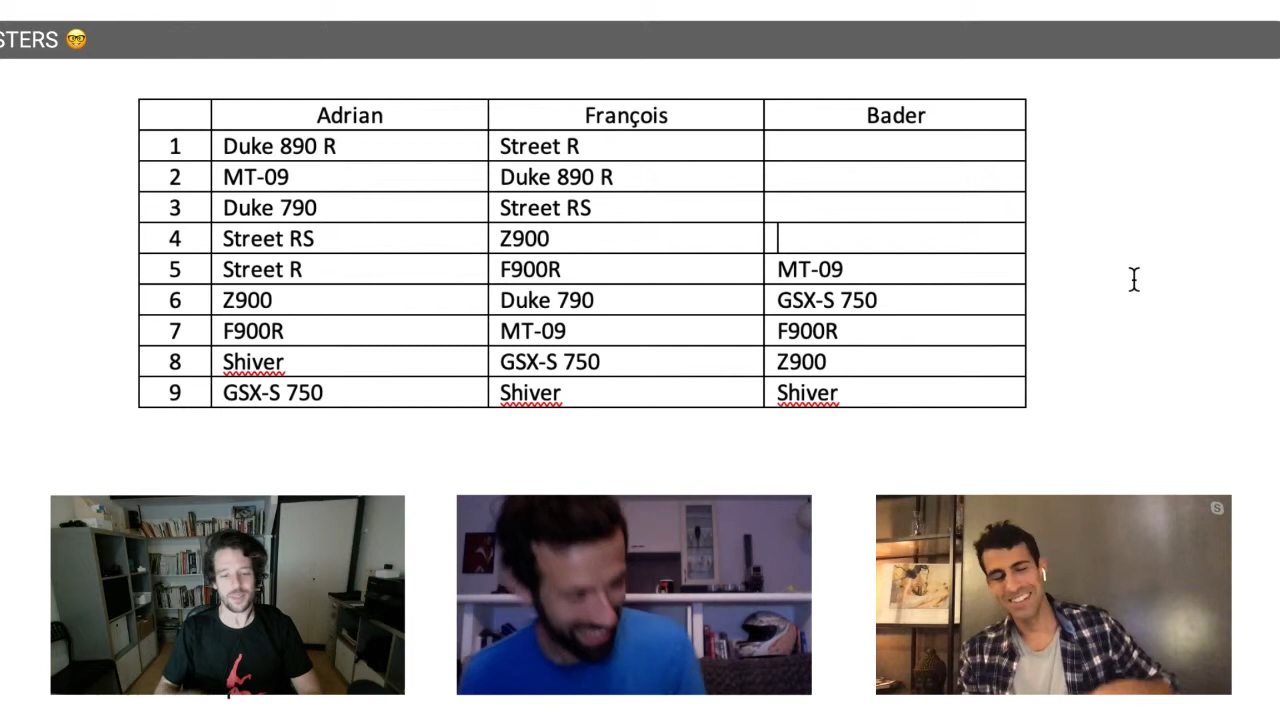 STERS 🤓
Adrian François Bader
1 Duke 890 R Street R
2 MT-09 Duke 890 R
3 Duke 790 Street RS
4 Street RS Z900
5 Street R F900R MT-09
6 Z900 Duke 790 GSX-S 750
7 F900R MT-09 F900R
8 Shiver GSX-S 750 Z900
9 GSX-S 750 Shiver Shiver